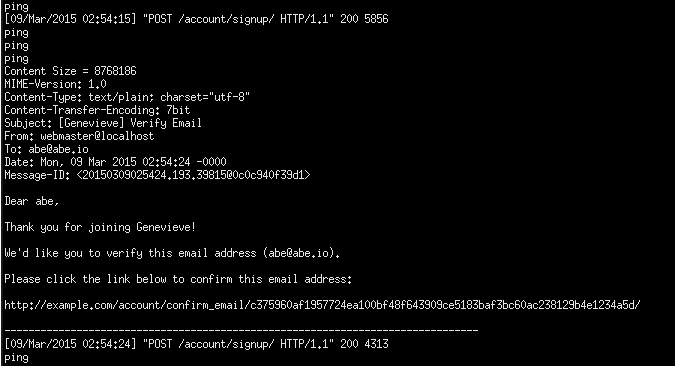 ping
[09/Mar/2015 02:54:15] "POST /account/signup/ HTTP/1.1" 200 5856
ping
ping
ping
Content Size = 8768186
MIME-Version: 1.0
Content-Type: text/plain; charset="utf-8"
Content-Transfer-Encoding: 7bit
Subject: [Genevieve] Verify Email
From: webmaster@localhost
To: abe@abe.io
Date: Mon, 09 Mar 2015 02:54:24 -0000
Message-ID: <20150309025424.193.39815@c0c940f39d1>
Dear abe,
Thank you for joining Genevieve!
We'd like you to verify this email address (abe@abe.io).
Please click the link below to confirm this email address:
http://example.com/account/confirm_email/c375960af1957724ea100bf48f643909ce5183baf3bc60ac238129b4e1234a5d/
-------------------------------------------------------------------------------
[09/Mar/2015 02:54:24] "POST /account/signup/ HTTP/1.1" 200 4313
ping